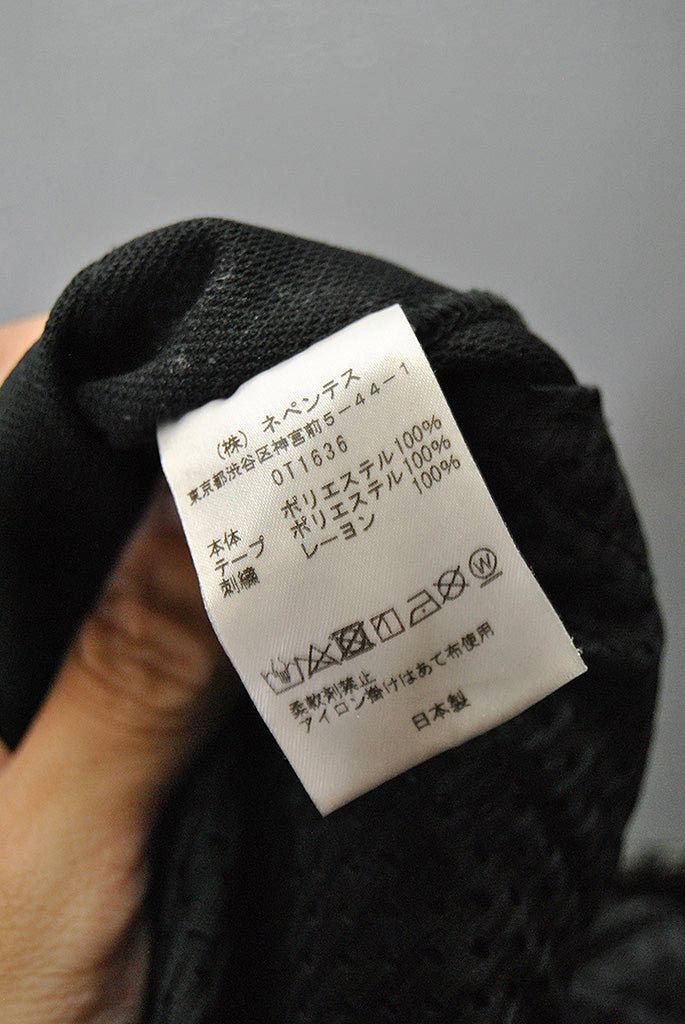 (株) ネペンテス
東京都渋谷区神宮前5-44-1
OT1636
本体 ポリエステル100%
テープ ポリエステル100%
刺繍 レーヨン 100%
W
柔軟剤禁止
アイロン掛けはあて布使用
日本製